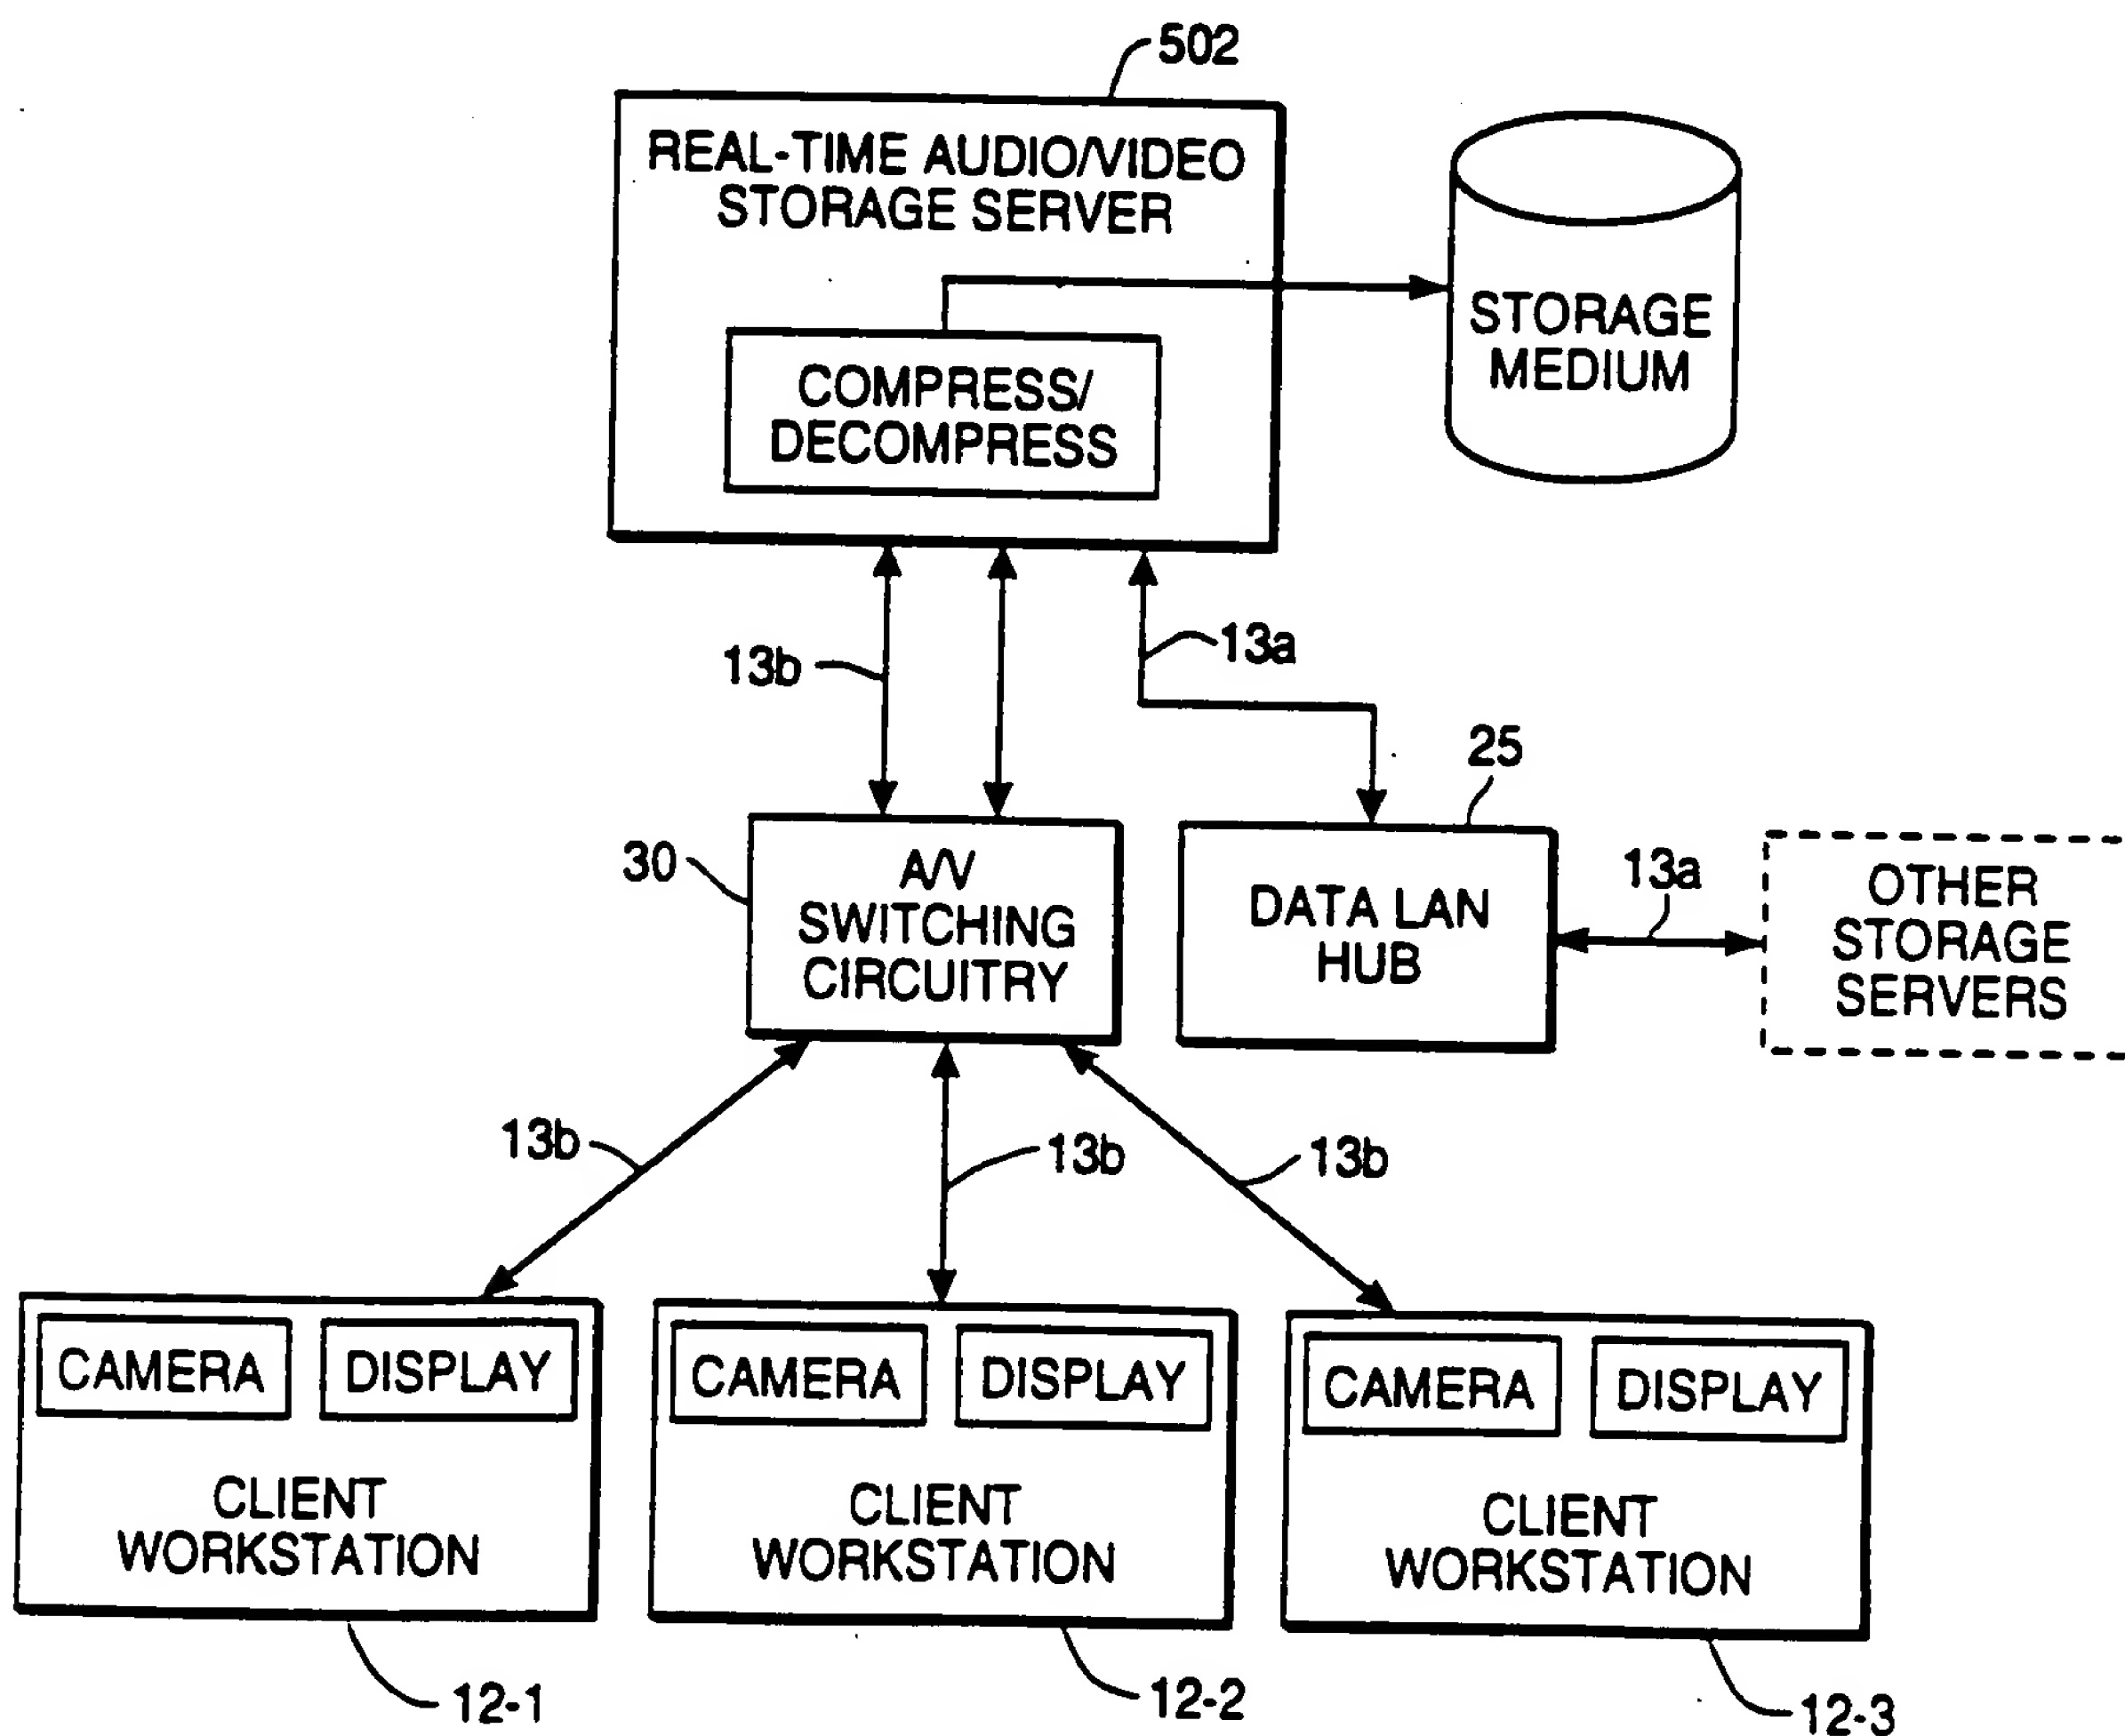 502
REAL-TIME AUDIO/VIDEO
STORAGE SERVER
COMPRESS/
DECOMPRESS
STORAGE
MEDIUM
13b
13a
25
30
A/V
SWITCHING
CIRCUITRY
DATA LAN
HUB
13a
OTHER
STORAGE
SERVERS
13b
13b
13b
CAMERA
DISPLAY
CLIENT
WORKSTATION
CAMERA
DISPLAY
CLIENT
WORKSTATION
CAMERA
DISPLAY
CLIENT
WORKSTATION
12-1
12-2
12-3